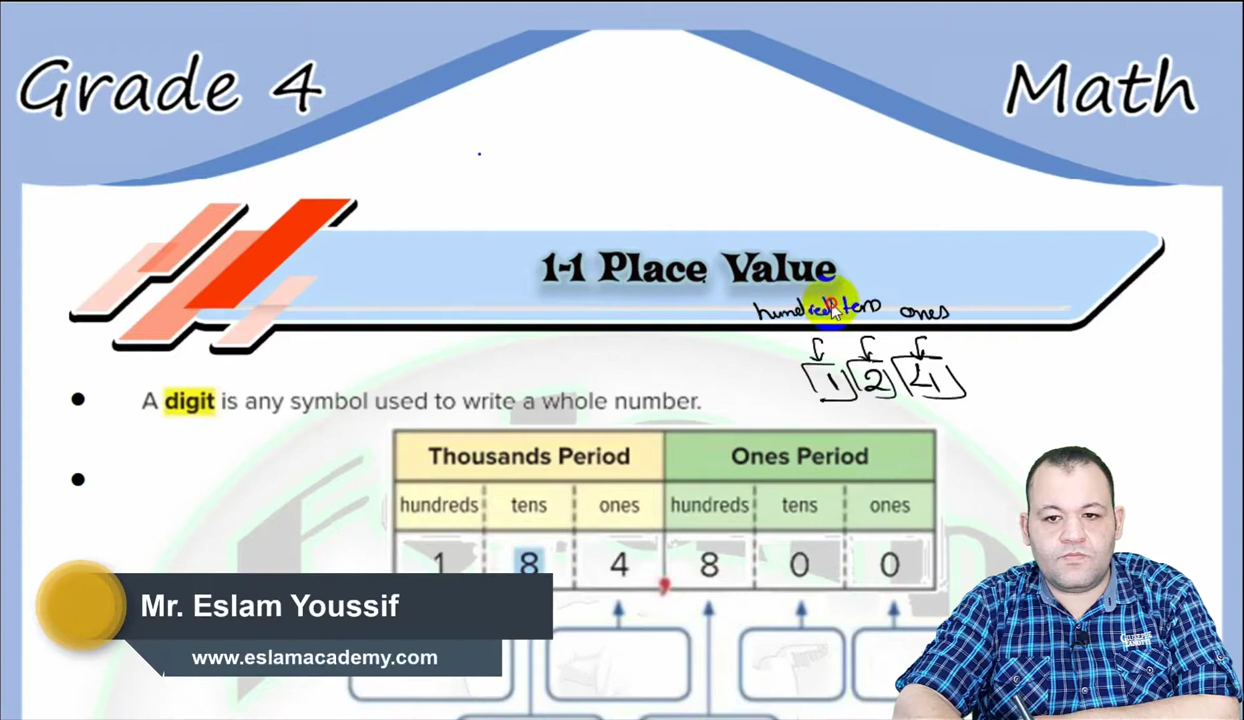 Grade 4
Math
1-1 Place Value
hundred tens ones
1 2 4
A digit is any symbol used to write a whole number.
Thousands Period Ones Period
hundreds tens ones hundreds tens ones
1 8 4 , 8 0 0
Mr. Eslam Youssif
www.eslamacademy.com